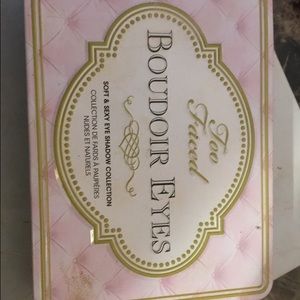 Too
Faced
BOUDOIR EYES
SOFT & SEXY EYE SHADOW COLLECTION
COLLECTION DE FARDS À PAUPIÈRES
NUDES ET NATURELS